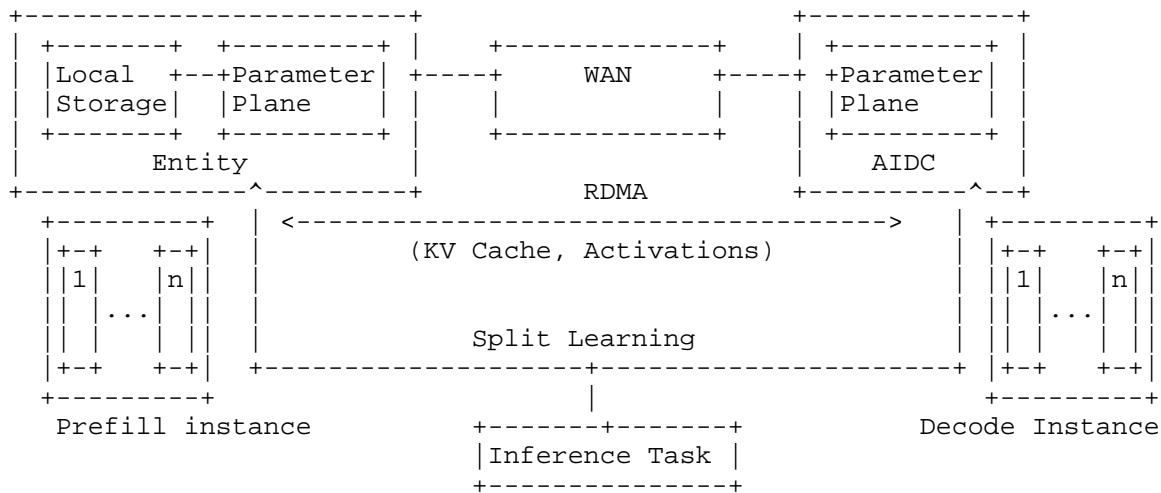 Local Parameter WAN Parameter
Storage Plane Plane
Entity AIDC
RDMA
(KV Cache, Activations)
1 n 1 n
... ...
Split Learning
Prefill instance Decode Instance
Inference Task